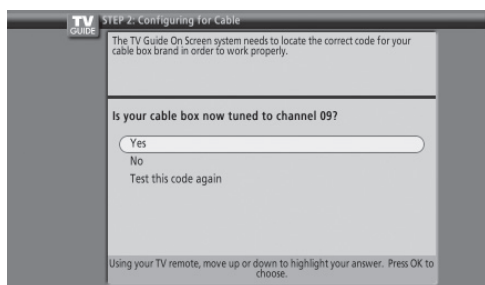 TV
GUIDE
STEP 2: Configuring for Cable
The TV Guide On Screen system needs to locate the correct code for your
cable box brand in order to work properly.
Is your cable box now tuned to channel 09?
Yes
No
Test this code again
Using your TV remote, move up or down to highlight your answer. Press OK to
choose.